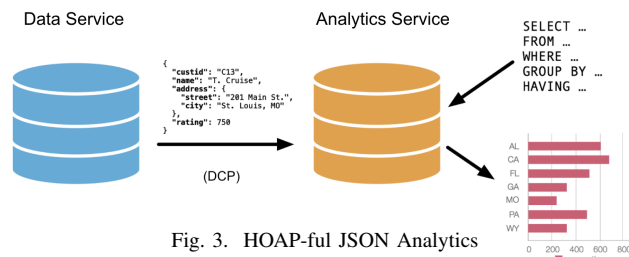 Data Service
Analytics Service
{
  "custid": "C13",
  "name": "T. Cruise",
  "address": {
    "street": "201 Main St.",
    "city": "St. Louis, MO"
  },
  "rating": 750
}
(DCP)
SELECT …
FROM …
WHERE …
GROUP BY …
HAVING …
AL
CA
FL
GA
MO
PA
WY
0 200 400 600 800
Fig. 3. HOAP-ful JSON Analytics